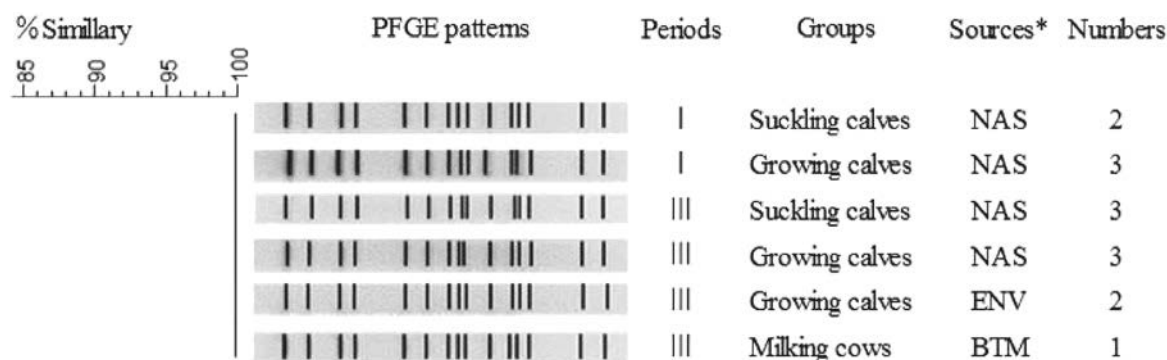 % Simillary PFGE patterns Periods Groups Sources* Numbers
85 90 95 100
I Suckling calves NAS 2
I Growing calves NAS 3
III Suckling calves NAS 3
III Growing calves NAS 3
III Growing calves ENV 2
III Milking cows BTM 1